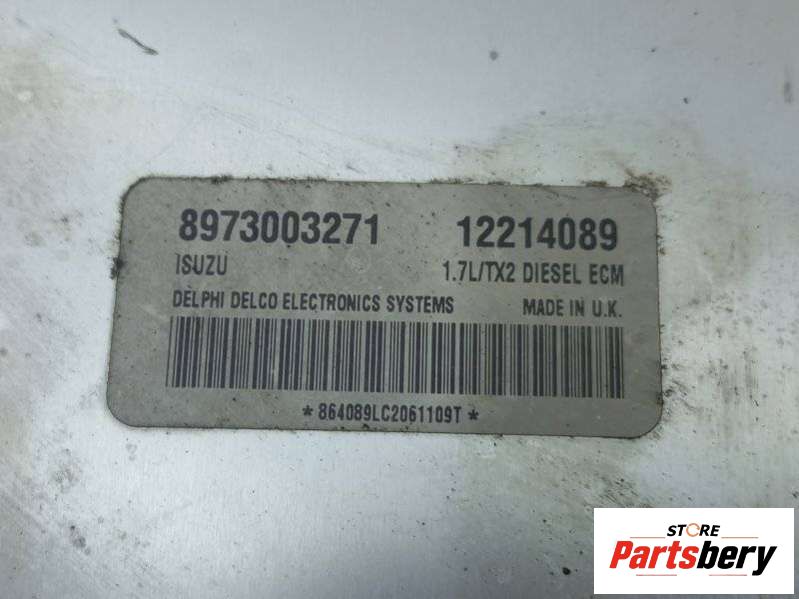 8973003271 12214089
ISUZU 1.7L/TX2 DIESEL ECM
DELPHI DELCO ELECTRONICS SYSTEMS MADE IN U.K.
*864089LC2061109T*
STORE
Partsbery